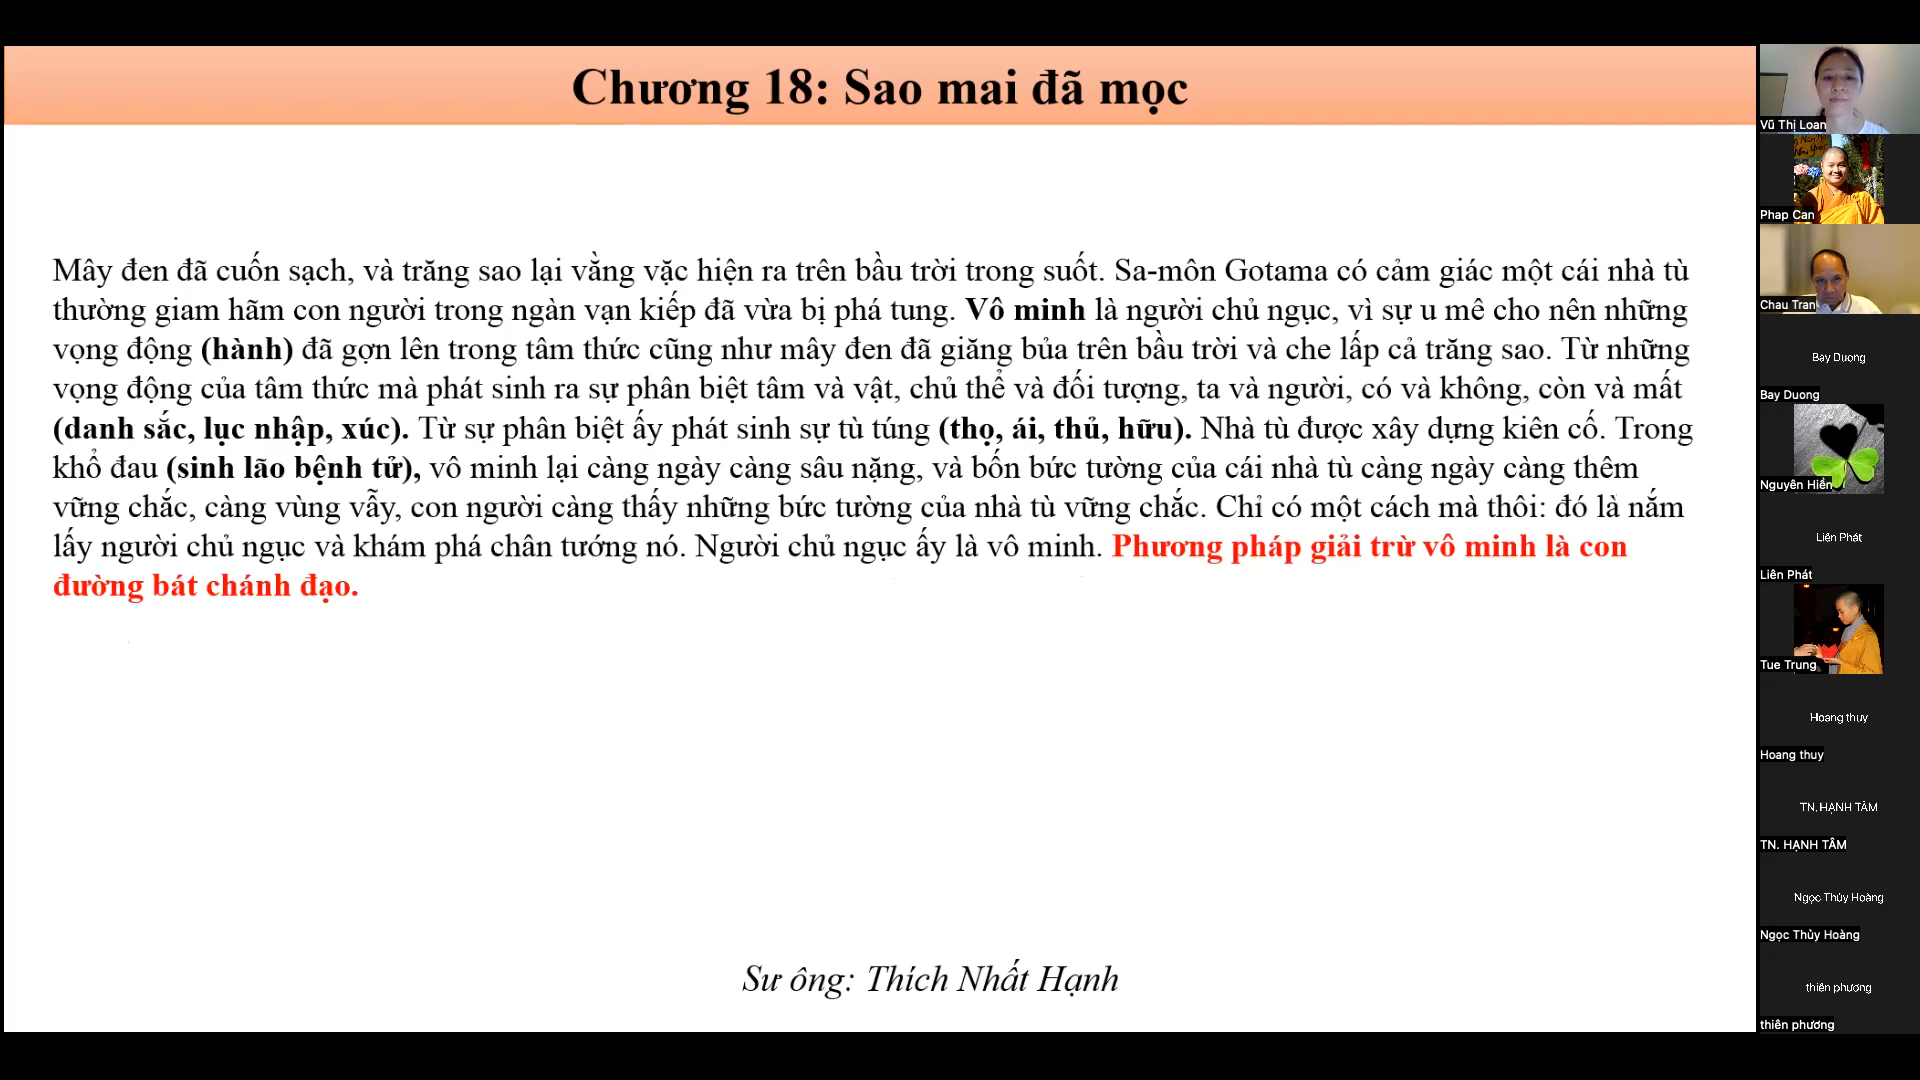 Chương 18: Sao mai đã mọc
Mây đen đã cuốn sạch, và trăng sao lại vằng vặc hiện ra trên bầu trời trong suốt. Sa-môn Gotama có cảm giác một cái nhà tù
thường giam hãm con người trong ngàn vạn kiếp đã vừa bị phá tung. Vô minh là người chủ ngục, vì sự u mê cho nên những
vọng động (hành) đã gợn lên trong tâm thức cũng như mây đen đã giăng bủa trên bầu trời và che lấp cả trăng sao. Từ những
vọng động của tâm thức mà phát sinh ra sự phân biệt tâm và vật, chủ thể và đối tượng, ta và người, có và không, còn và mất
(danh sắc, lục nhập, xúc). Từ sự phân biệt ấy phát sinh sự tù túng (thọ, ái, thủ, hữu). Nhà tù được xây dựng kiên cố. Trong
khổ đau (sinh lão bệnh tử), vô minh lại càng ngày càng sâu nặng, và bốn bức tường của cái nhà tù càng ngày càng thêm
vững chắc, càng vùng vẫy, con người càng thấy những bức tường của nhà tù vững chắc. Chỉ có một cách mà thôi: đó là nắm
lấy người chủ ngục và khám phá chân tướng nó. Người chủ ngục ấy là vô minh. Phương pháp giải trừ vô minh là con
đường bát chánh đạo.
Sư ông: Thích Nhất Hạnh
Vũ Thị Loan
Phap Can
Chau Tran
Bay Duong
Bay Duong
Nguyên Hiền
Liên Phát
Liên Phát
Tue Trung
Hoang thuy
Hoang thuy
TN. HẠNH TÂM
TN. HẠNH TÂM
Ngọc Thủy Hoàng
Ngọc Thủy Hoàng
thiên phương
thiên phương